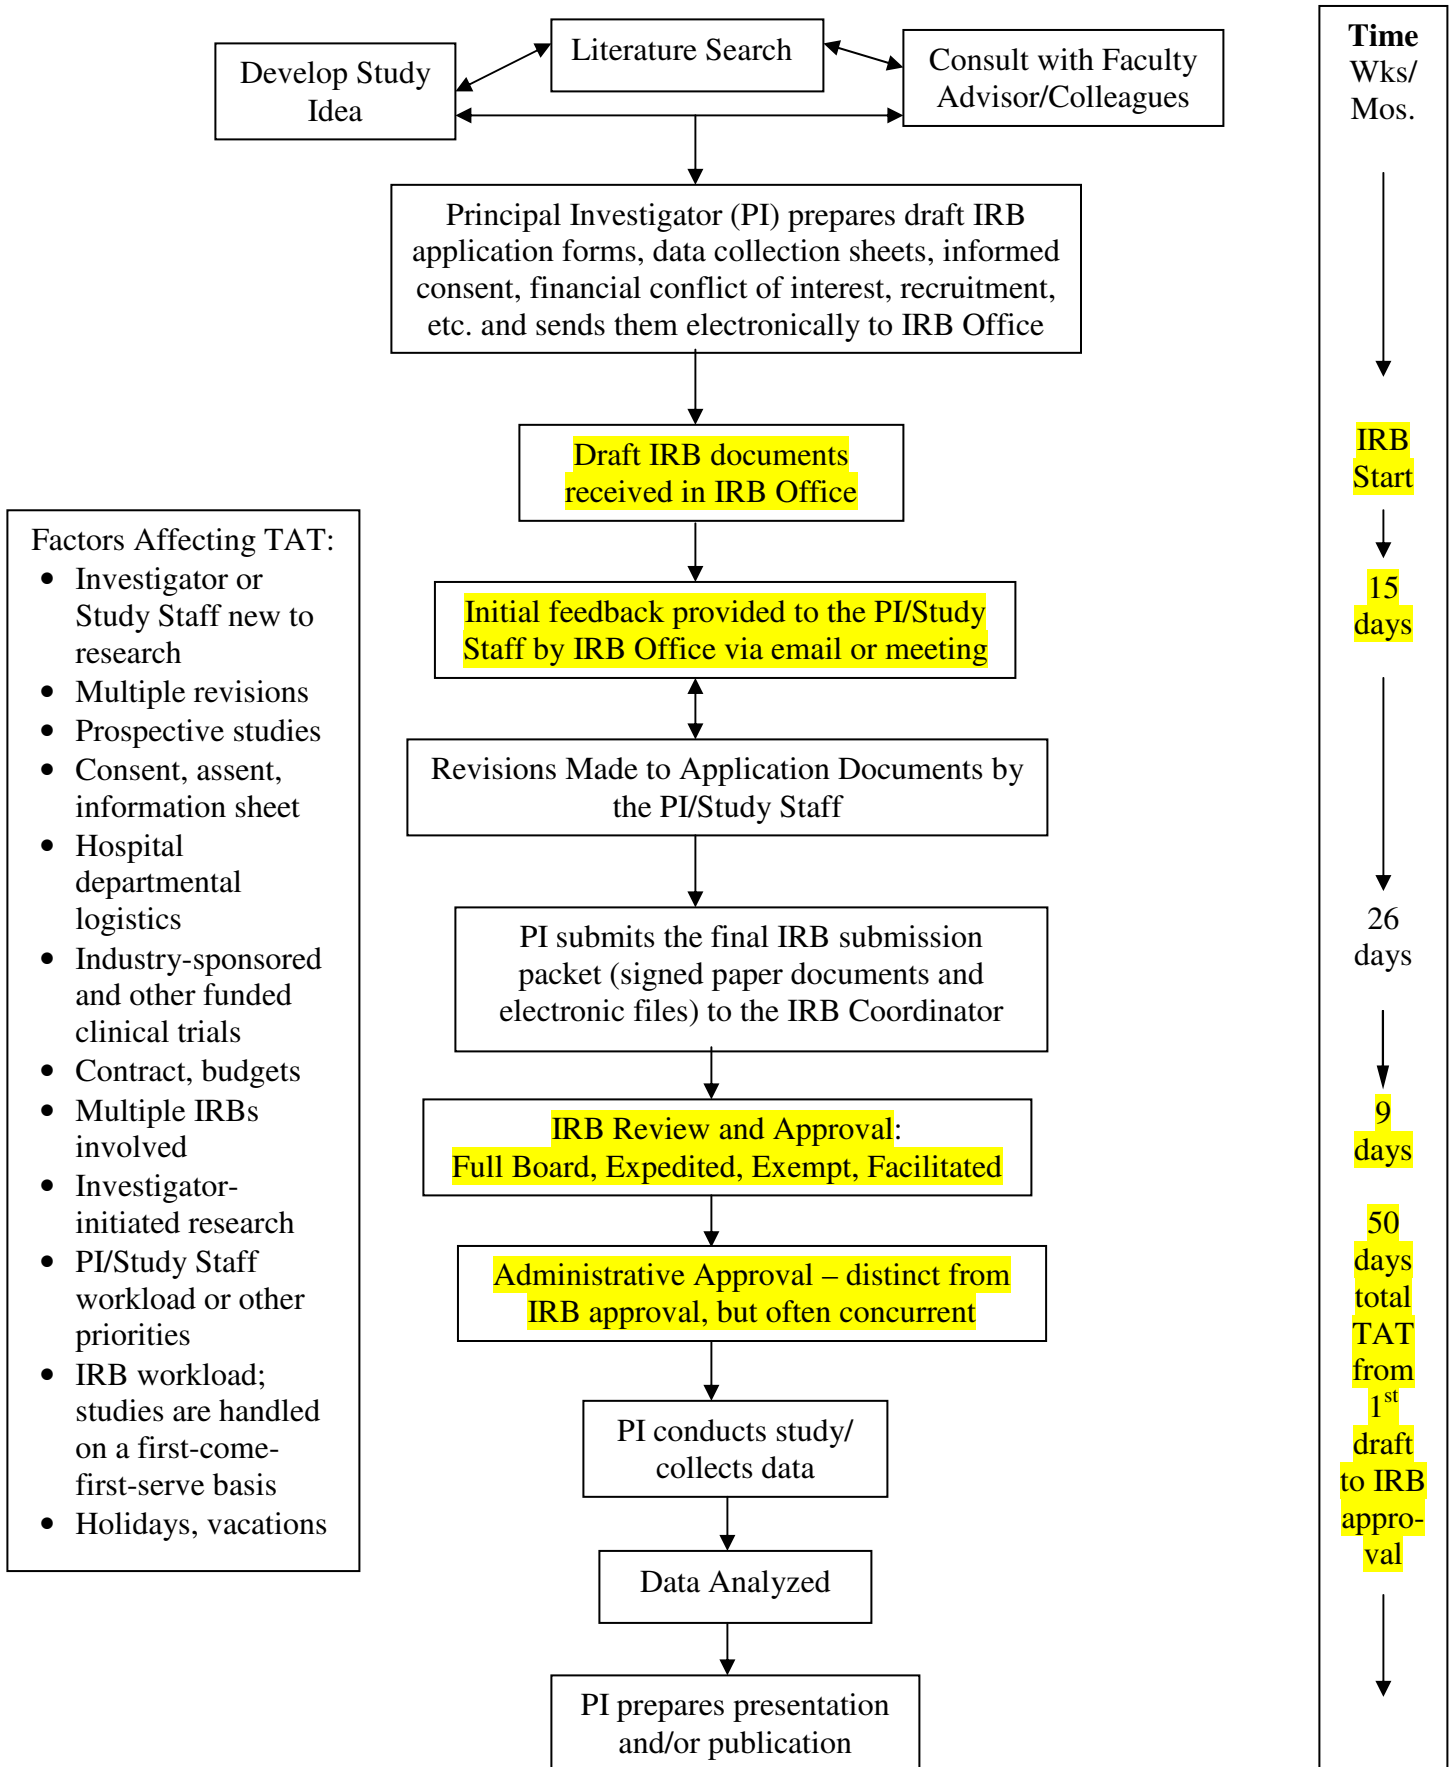 Develop Study
Idea
Literature Search
Consult with Faculty
Advisor/Colleagues
Principal Investigator (PI) prepares draft IRB
application forms, data collection sheets, informed
consent, financial conflict of interest, recruitment,
etc. and sends them electronically to IRB Office
Draft IRB documents
received in IRB Office
Initial feedback provided to the PI/Study
Staff by IRB Office via email or meeting
Revisions Made to Application Documents by
the PI/Study Staff
PI submits the final IRB submission
packet (signed paper documents and
electronic files) to the IRB Coordinator
IRB Review and Approval:
Full Board, Expedited, Exempt, Facilitated
Administrative Approval – distinct from
IRB approval, but often concurrent
PI conducts study/
collects data
Data Analyzed
PI prepares presentation
and/or publication
Factors Affecting TAT:
• Investigator or
Study Staff new to
research
• Multiple revisions
• Prospective studies
• Consent, assent,
information sheet
• Hospital
departmental
logistics
• Industry-sponsored
and other funded
clinical trials
• Contract, budgets
• Multiple IRBs
involved
• Investigator-
initiated research
• PI/Study Staff
workload or other
priorities
• IRB workload;
studies are handled
on a first-come-
first-serve basis
• Holidays, vacations
Time
Wks/
Mos.
IRB
Start
15
days
26
days
9
days
50
days
total
TAT
from
1st
draft
to IRB
appro-
val